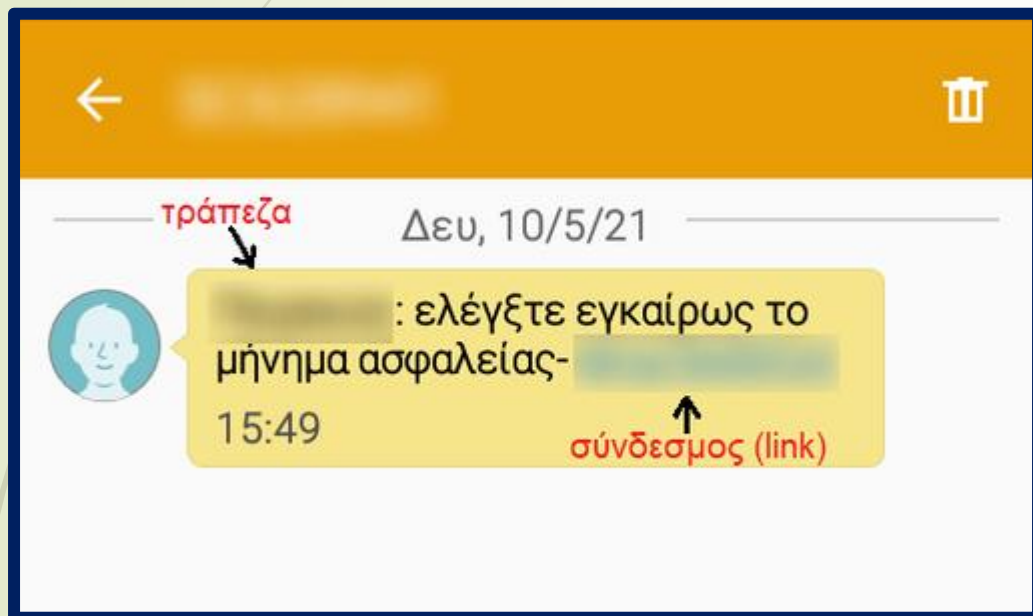 τράπεζα
Δευ, 10/5/21
: ελέγξτε εγκαίρως το
μήνημα ασφαλείας-
15:49
σύνδεσμος (link)